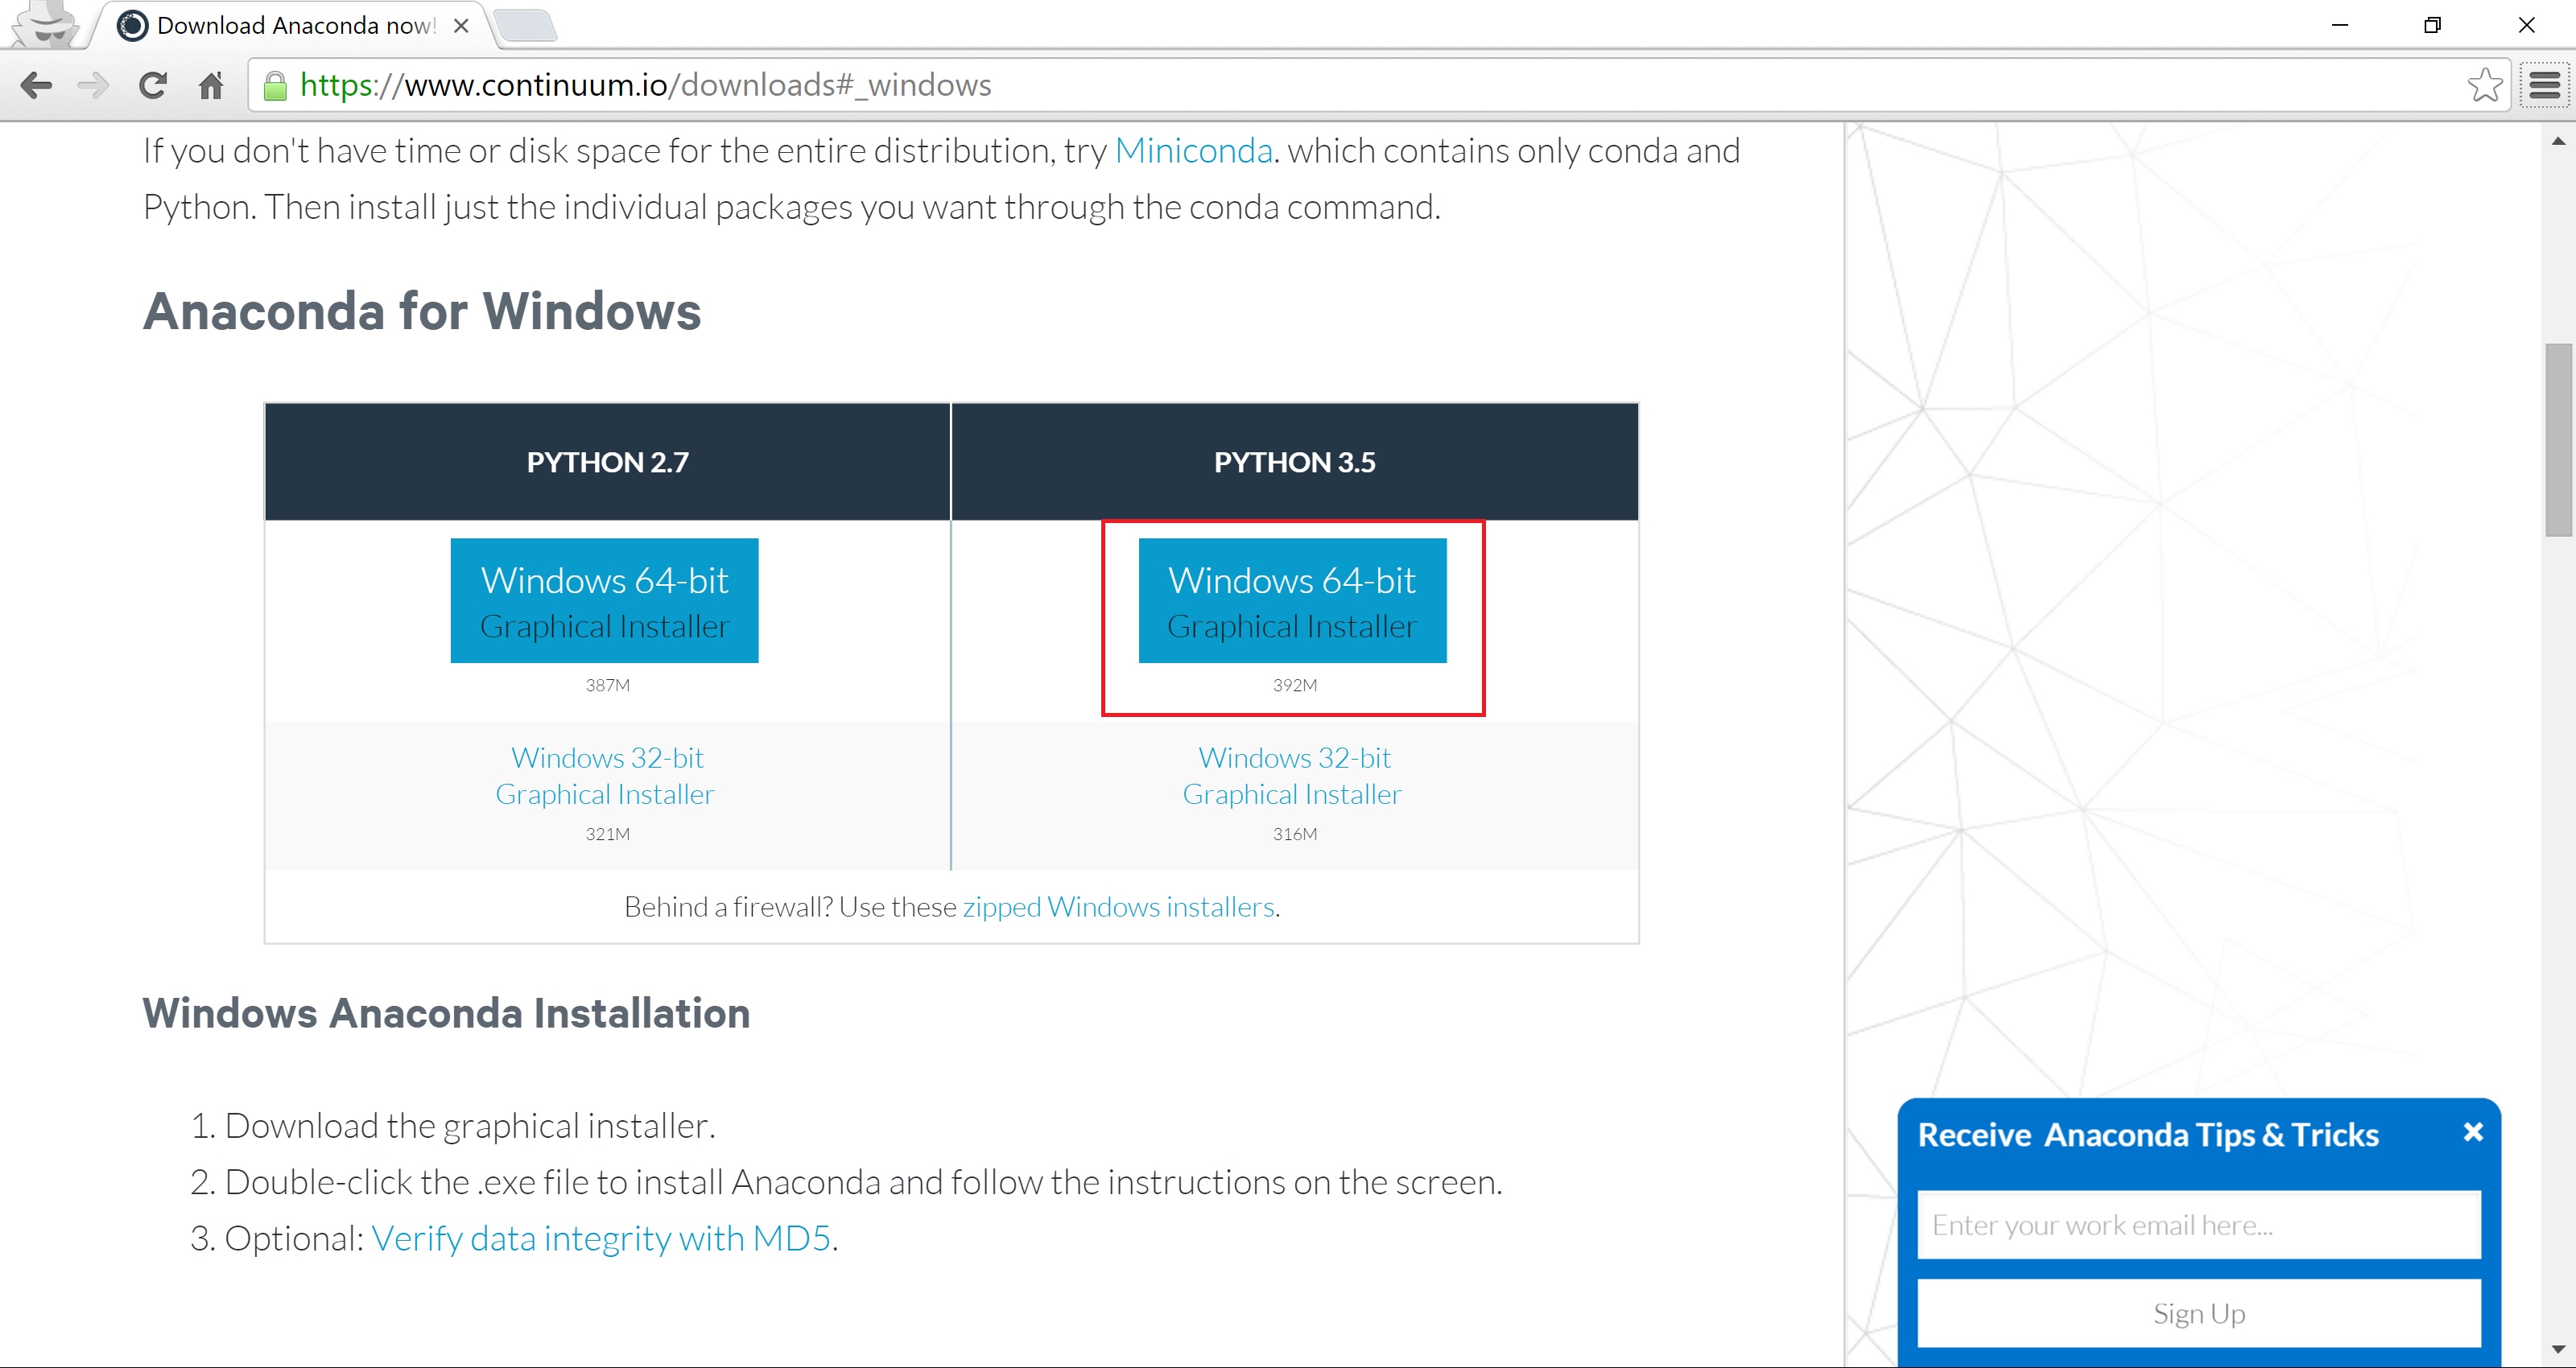 Download Anaconda now!
https://www.continuum.io/downloads#_windows
If you don't have time or disk space for the entire distribution, try Miniconda. which contains only conda and
Python. Then install just the individual packages you want through the conda command.
Anaconda for Windows
PYTHON 2.7
PYTHON 3.5
Windows 64-bit
Graphical Installer
387M
Windows 64-bit
Graphical Installer
392M
Windows 32-bit
Graphical Installer
321M
Windows 32-bit
Graphical Installer
316M
Behind a firewall? Use these zipped Windows installers.
Windows Anaconda Installation
1. Download the graphical installer.
2. Double-click the .exe file to install Anaconda and follow the instructions on the screen.
3. Optional: Verify data integrity with MD5.
Receive Anaconda Tips & Tricks
Enter your work email here...
Sign Up